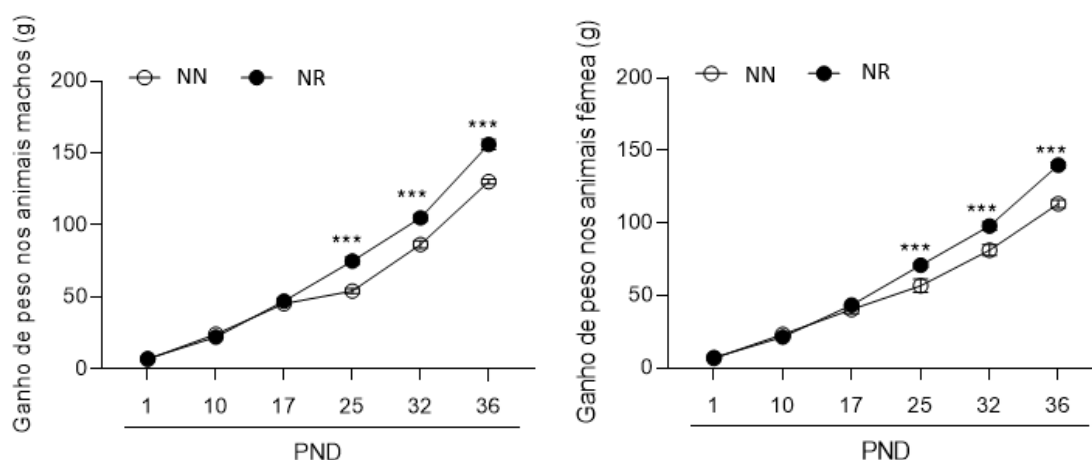 Ganho de peso nos animais machos (g)
200
150
100
50
0
NN NR
***
***
***
1 10 17 25 32 36
PND
Ganho de peso nos animais fêmea (g)
200
150
100
50
0
NN NR
***
***
***
1 10 17 25 32 36
PND